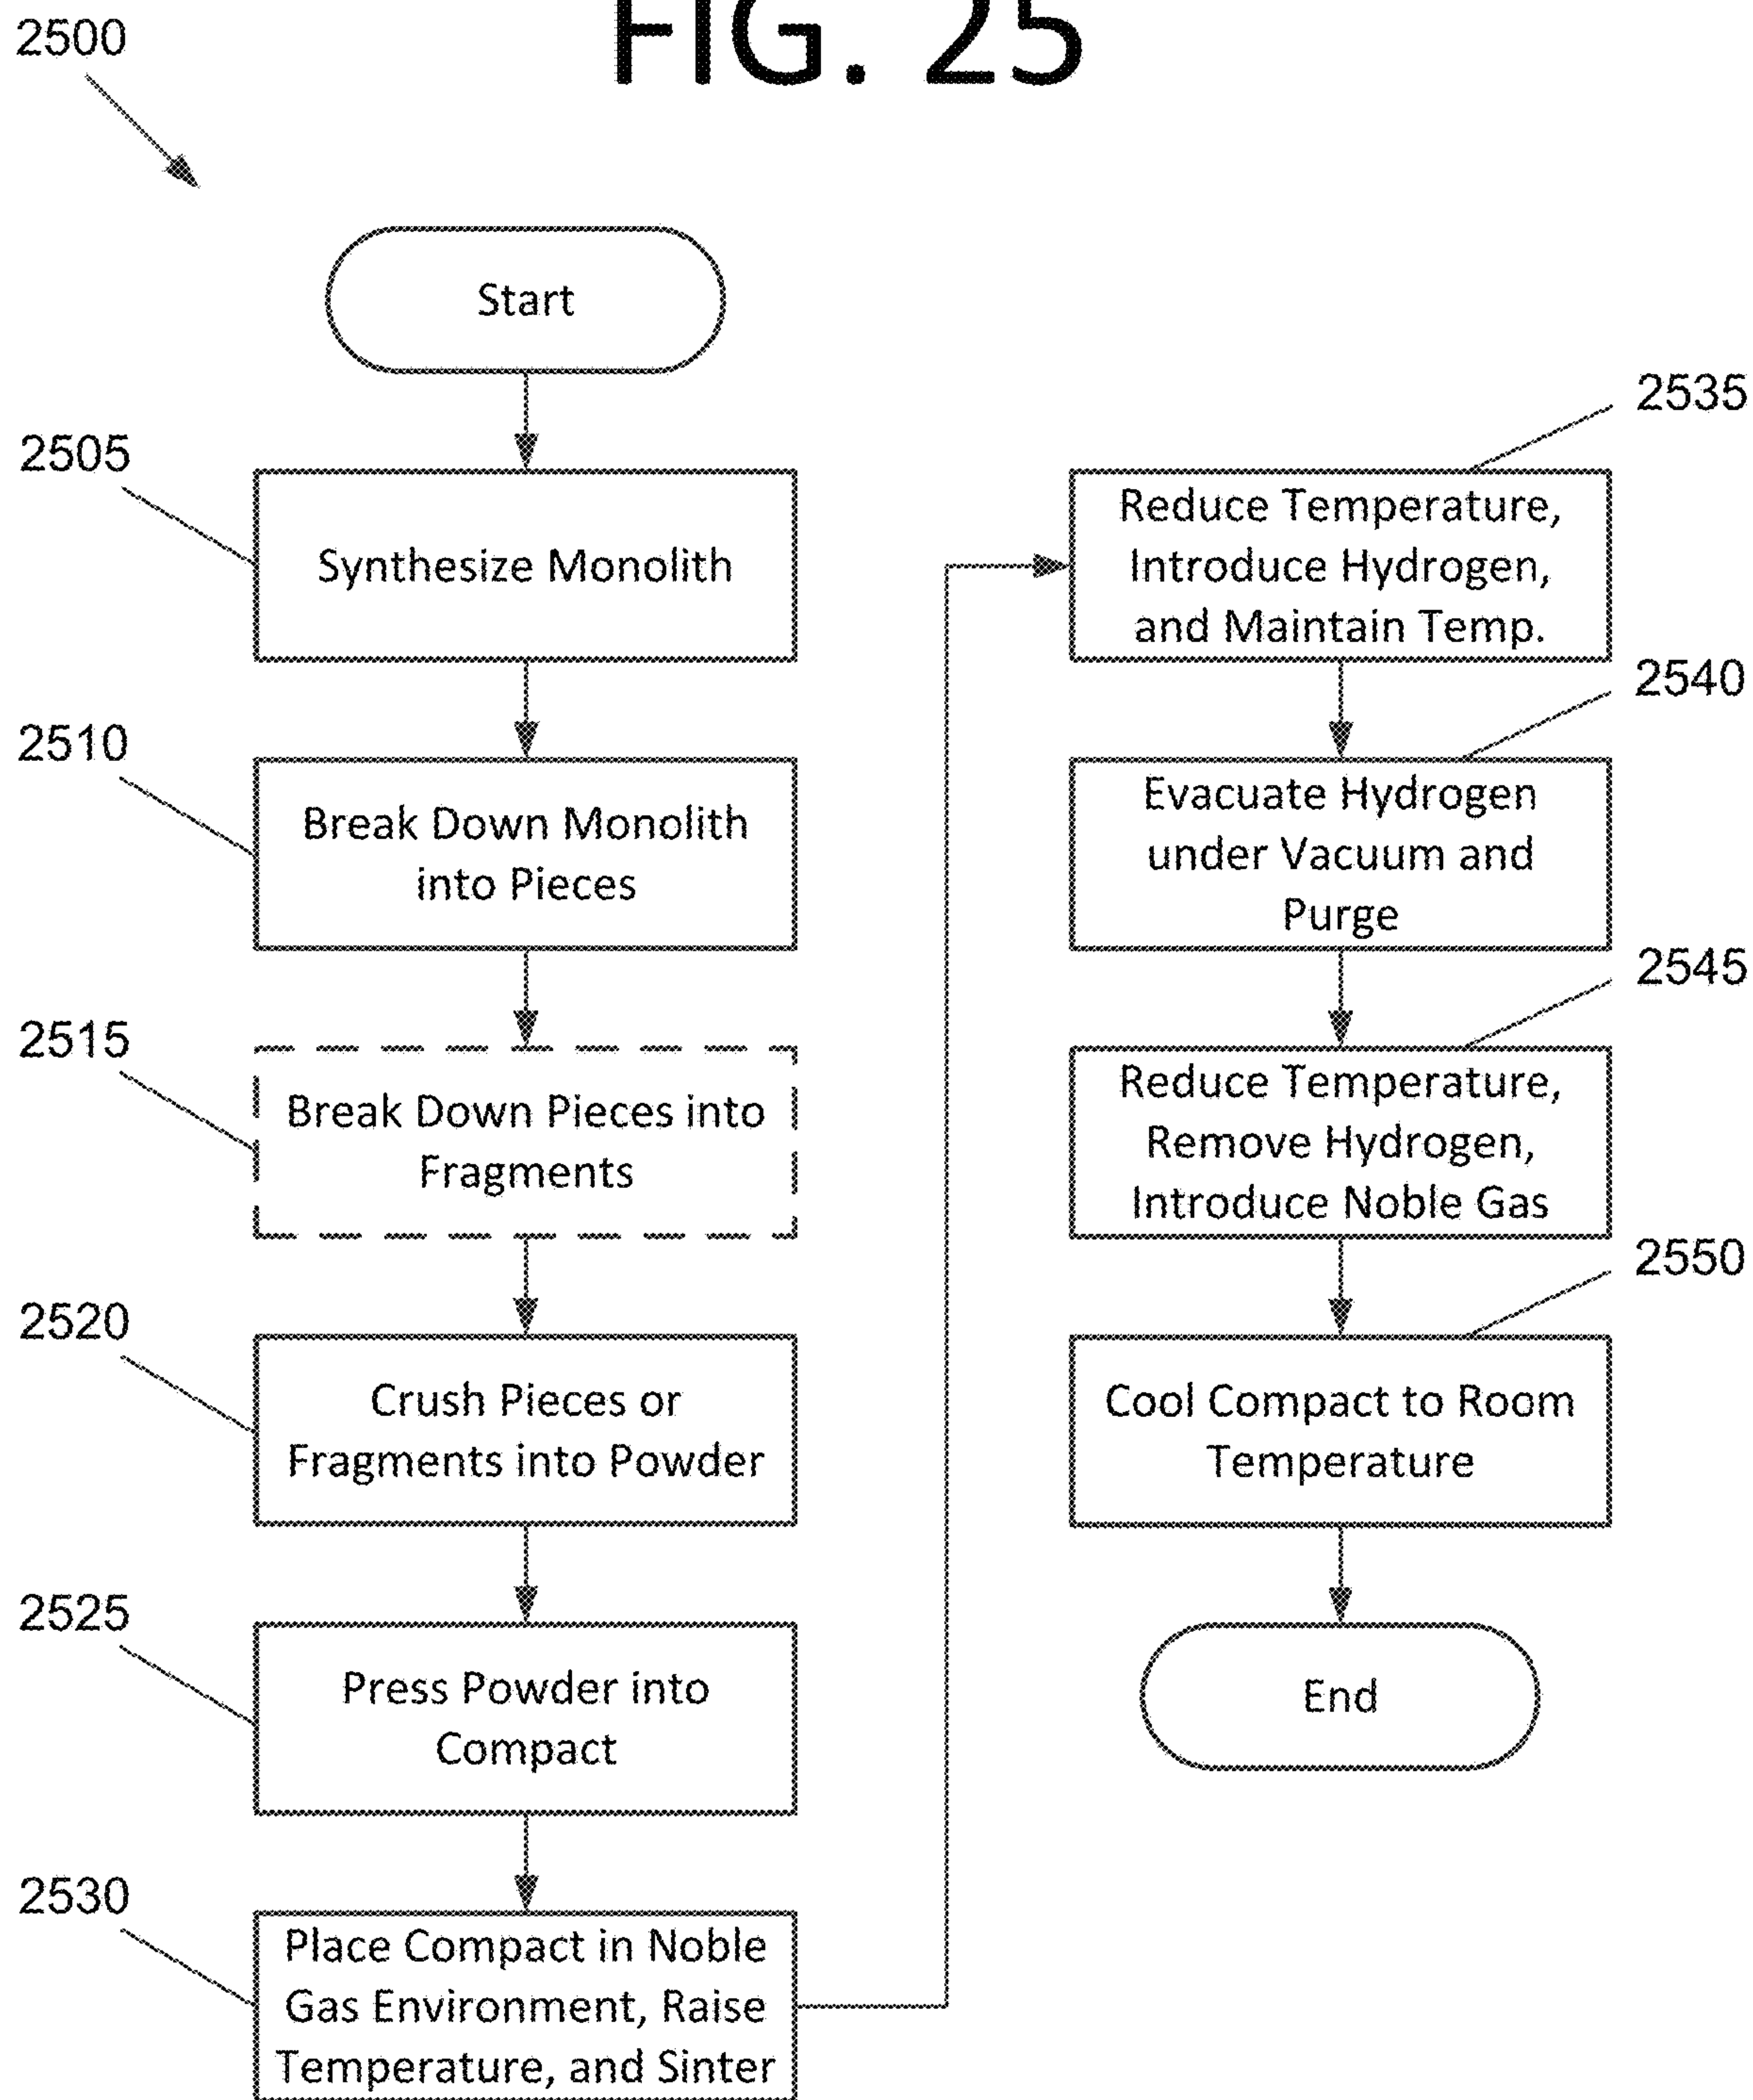 FIG. 25
2500
Start
2505
Synthesize Monolith
2510
Break Down Monolith
into Pieces
2515
Break Down Pieces into
Fragments
2520
Crush Pieces or
Fragments into Powder
2525
Press Powder into
Compact
2530
Place Compact in Noble
Gas Environment, Raise
Temperature, and Sinter
2535
Reduce Temperature,
Introduce Hydrogen,
and Maintain Temp.
2540
Evacuate Hydrogen
under Vacuum and
Purge
2545
Reduce Temperature,
Remove Hydrogen,
Introduce Noble Gas
2550
Cool Compact to Room
Temperature
End